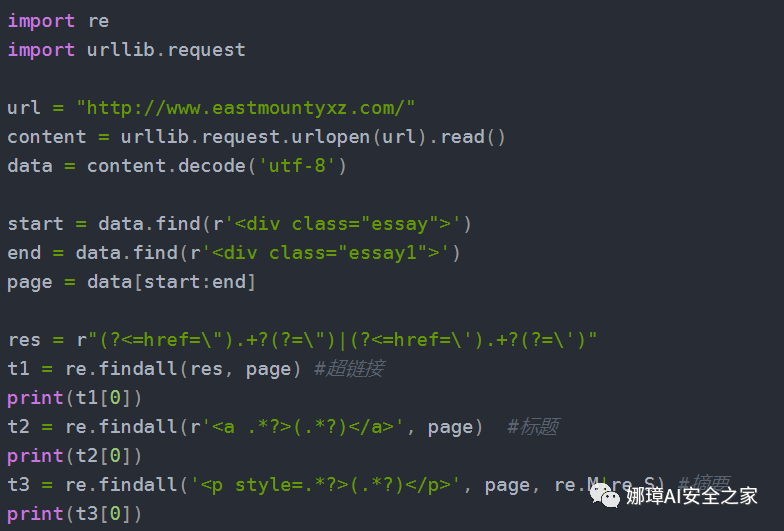 import re
import urllib.request
url = "http://www.eastmountyxz.com/"
content = urllib.request.urlopen(url).read()
data = content.decode('utf-8')
start = data.find(r'<div class="essay">')
end = data.find(r'<div class="essay1">')
page = data[start:end]
res = r"(?<=href=\").+?(?=\")|(?<=href=\').+?(?=\')"
t1 = re.findall(res, page) #超链接
print(t1[0])
t2 = re.findall(r'<a .*?>(.*?)</a>', page)  #标题
print(t2[0])
t3 = re.findall('<p style=.*?>(.*?)</p>', page, re.M|re.S) #摘要
娜璋AI安全之家
print(t3[0])